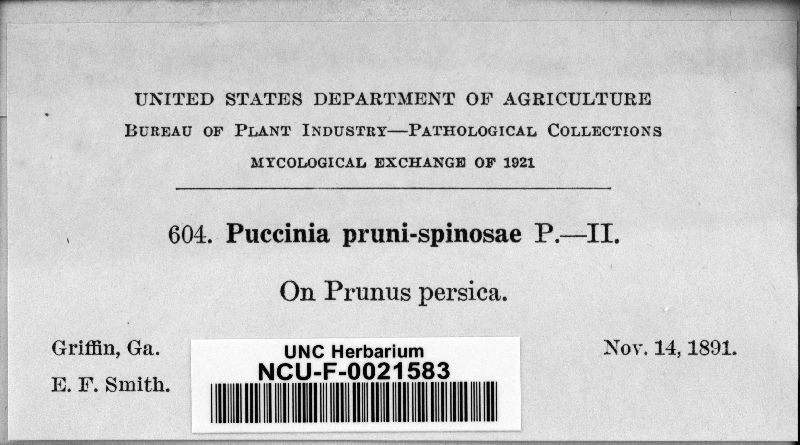 UNITED STATES DEPARTMENT OF AGRICULTURE
BUREAU OF PLANT INDUSTRY—PATHOLOGICAL COLLECTIONS
MYCOLOGICAL EXCHANGE OF 1921
604. Puccinia pruni-spinosae P.—II.
On Prunus persica.
Griffin, Ga.
Nov. 14, 1891.
E. F. Smith.
UNC Herbarium
NCU-F-0021583